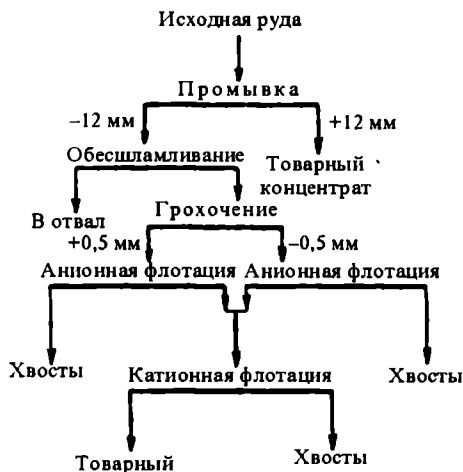 Исходная руда
Промывка
−12 мм
+12 мм
Обесшламливание
Товарный
концентрат
В отвал
Грохочение
+0,5 мм
−0,5 мм
Анионная флотация
Анионная флотация
Хвосты
Катионная флотация
Хвосты
Товарный
Хвосты